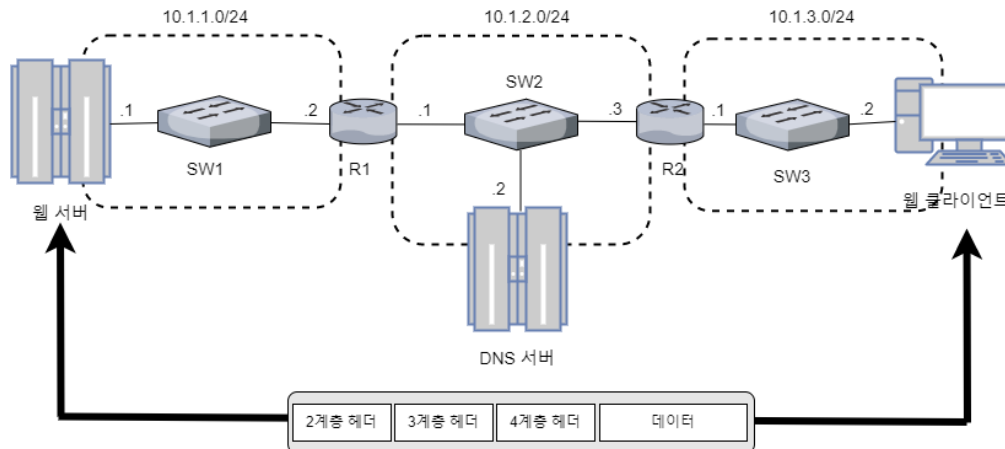 10.1.1.0/24
10.1.2.0/24
10.1.3.0/24
.1
.2
.1
SW2
.3
.1
.2
SW1
R1
R2
SW3
.2
웹 서버
웹 클라이언트
DNS 서버
2계층 헤더
3계층 헤더
4계층 헤더
데이터